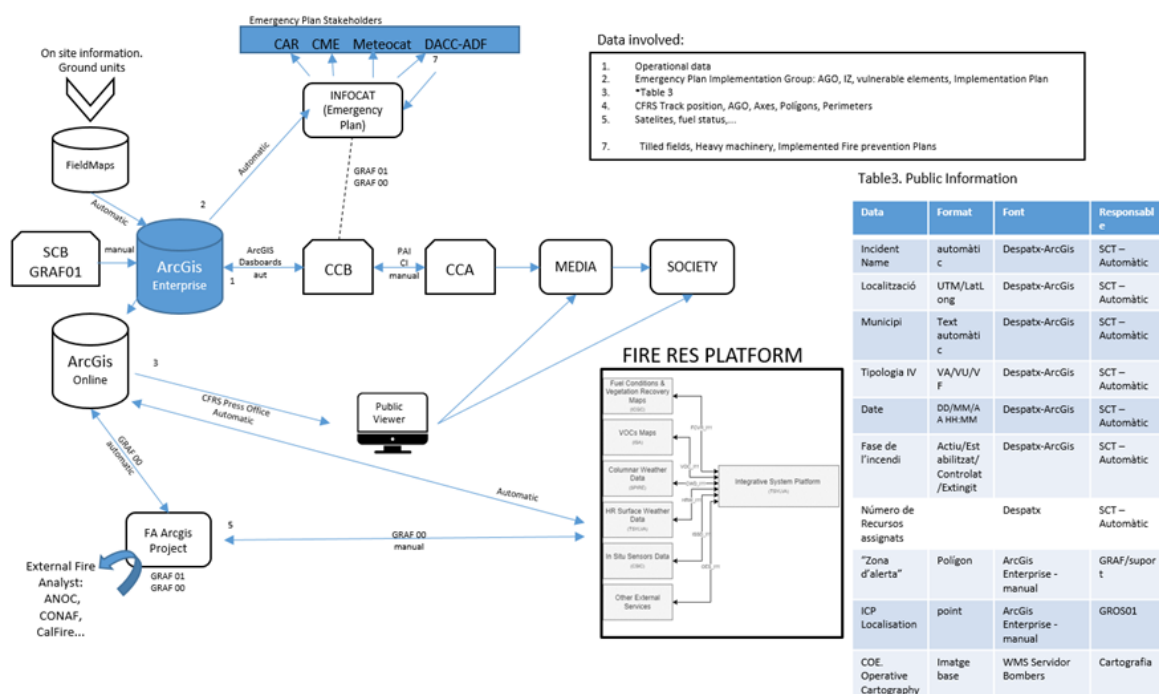 Emergency Plan Stakeholders
CAR CME Meteocat DACC-ADF
7
On site information.
Ground units
INFOCAT
(Emergency
Plan)
FieldMaps
Automatic
Automatic
2
GRAF 01
GRAF 00
SCB
GRAF01
manual
ArcGis
Enterprise
ArcGIS
Dasboards
aut
1
CCB
PAI
CI
manual
CCA
MEDIA
SOCIETY
ArcGis
Online
3
CFRS Press Office
Automatic
Public
Viewer
GRAF 00
automatic
Automatic
FA Arcgis
Project
5
GRAF 00
manual
GRAF 01
GRAF 00
External Fire
Analyst:
ANOC,
CONAF,
CalFire...
Data involved:
1. Operational data
2. Emergency Plan Implementation Group: AGO, IZ, vulnerable elements, Implementation Plan
3. *Table 3
4. CFRS Track position, AGO, Axes, Polígons, Perimeters
5. Satelites, fuel status,...
7. Tilled fields, Heavy machinery, Implemented Fire prevention Plans
FIRE RES PLATFORM
Fuel Conditions &
Vegetation Recovery
Maps
VOCs Maps
Columnar Weather
Data
HR Surface Weather
Data
In Situ Sensors Data
Other External
Services
Integrative System Platform
Table3. Public Information
Data Format Font Responsabl
e
Incident automàti Despatx-ArcGis SCT –
Name c Automàtic
Localització UTM/LatL Despatx-ArcGis SCT –
ong Automàtic
Municipi Text Despatx-ArcGis SCT –
automàti Automàtic
c
Tipologia IV VA/VU/V Despatx-ArcGis SCT –
F Automàtic
Date DD/MM/A Despatx-ArcGis SCT –
A HH:MM Automàtic
Fase de Actiu/Est Despatx-ArcGis SCT –
l'incendi abilitzat/ Automàtic
Controlat
/Extingit
Número de Despatx SCT –
Recursos Automàtic
assignats
"Zona Polígon ArcGis GRAF/supor
d'alerta" Enterprise - t
manual
ICP point ArcGis GROS01
Localisation Enterprise -
manual
COE. Imatge WMS Servidor Cartografia
Operative base Bombers
Cartography